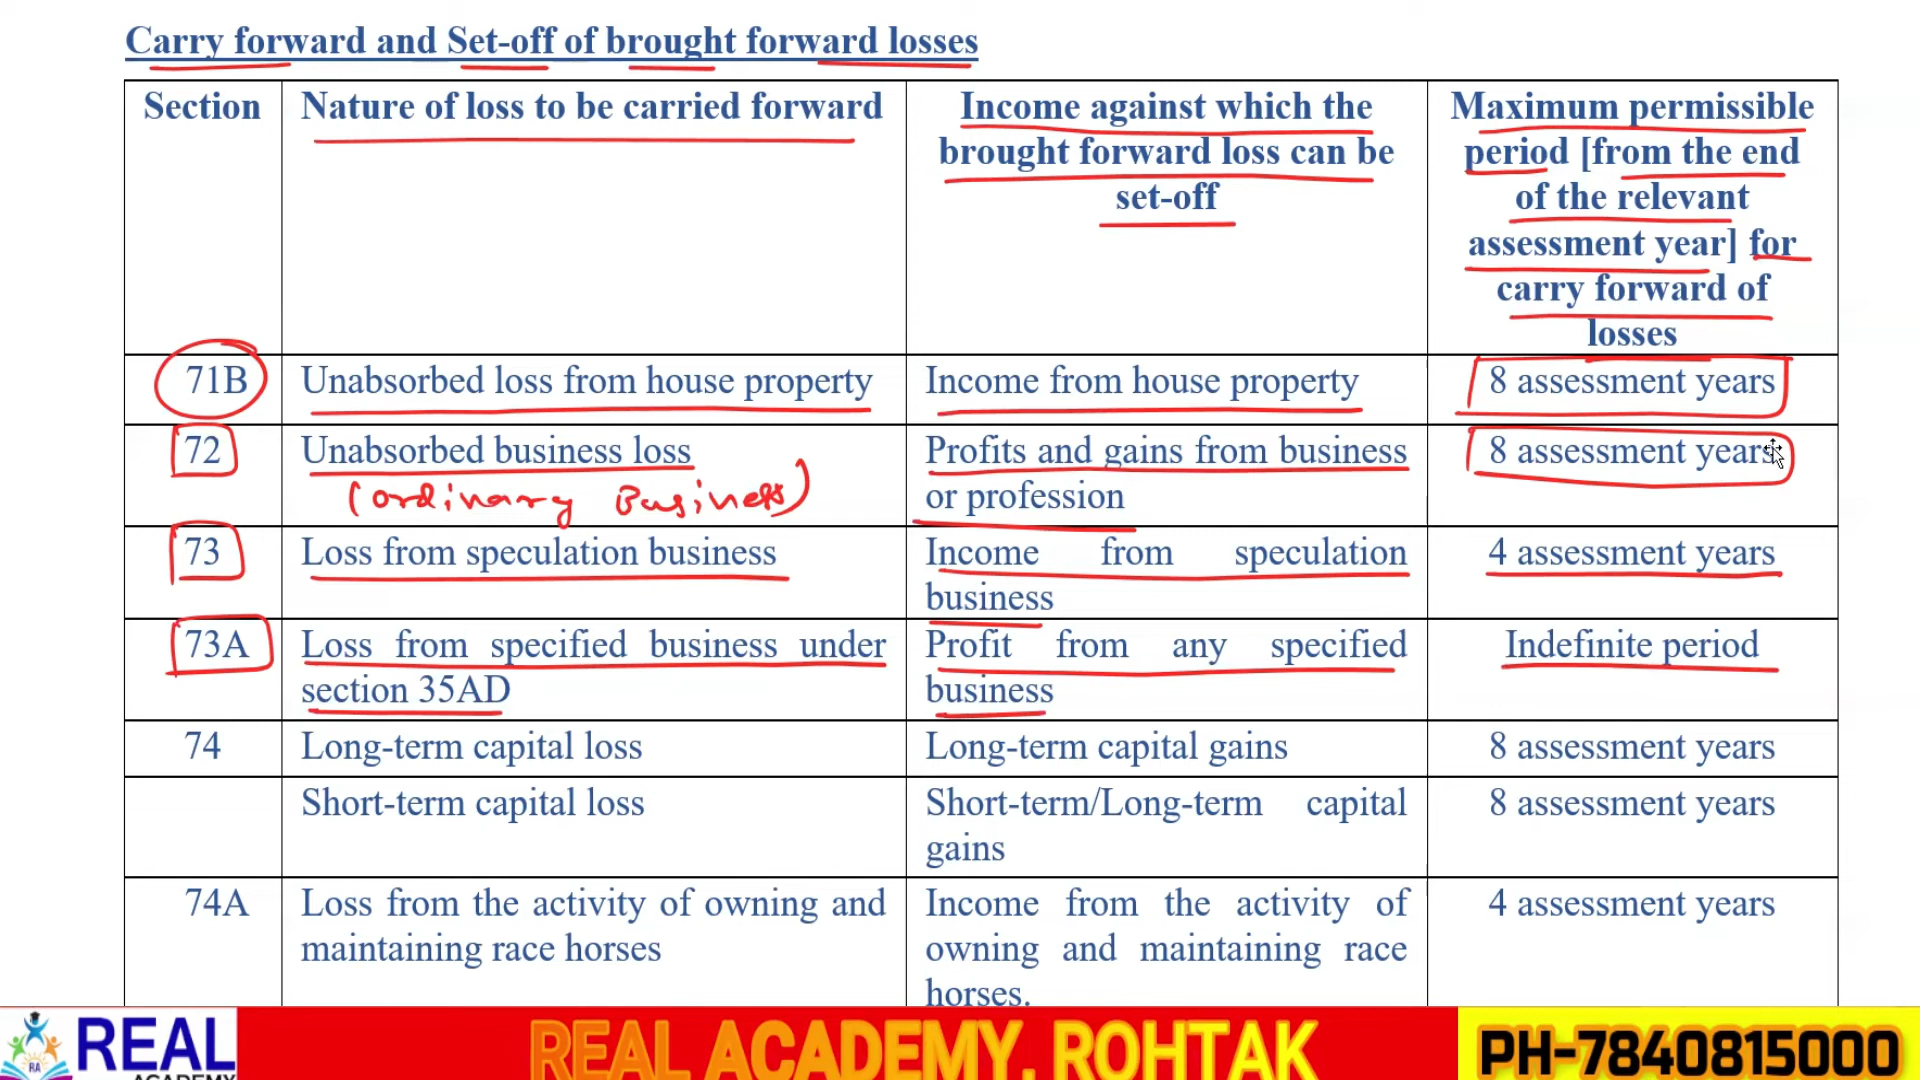 Carry forward and Set-off of brought forward losses
Section
Nature of loss to be carried forward
Income against which the
brought forward loss can be
set-off
Maximum permissible
period [from the end
of the relevant
assessment year] for
carry forward of
losses
71B
Unabsorbed loss from house property
Income from house property
8 assessment years
72
Unabsorbed business loss
(ordinary Business)
Profits and gains from business
or profession
8 assessment years
73
Loss from speculation business
Income from speculation
business
4 assessment years
73A
Loss from specified business under
section 35AD
Profit from any specified
business
Indefinite period
74
Long-term capital loss
Long-term capital gains
8 assessment years
Short-term capital loss
Short-term/Long-term capital
gains
8 assessment years
74A
Loss from the activity of owning and
maintaining race horses
Income from the activity of
owning and maintaining race
horses.
4 assessment years
RA
REAL
ACADEMY
REAL ACADEMY, ROHTAK
PH-7840815000